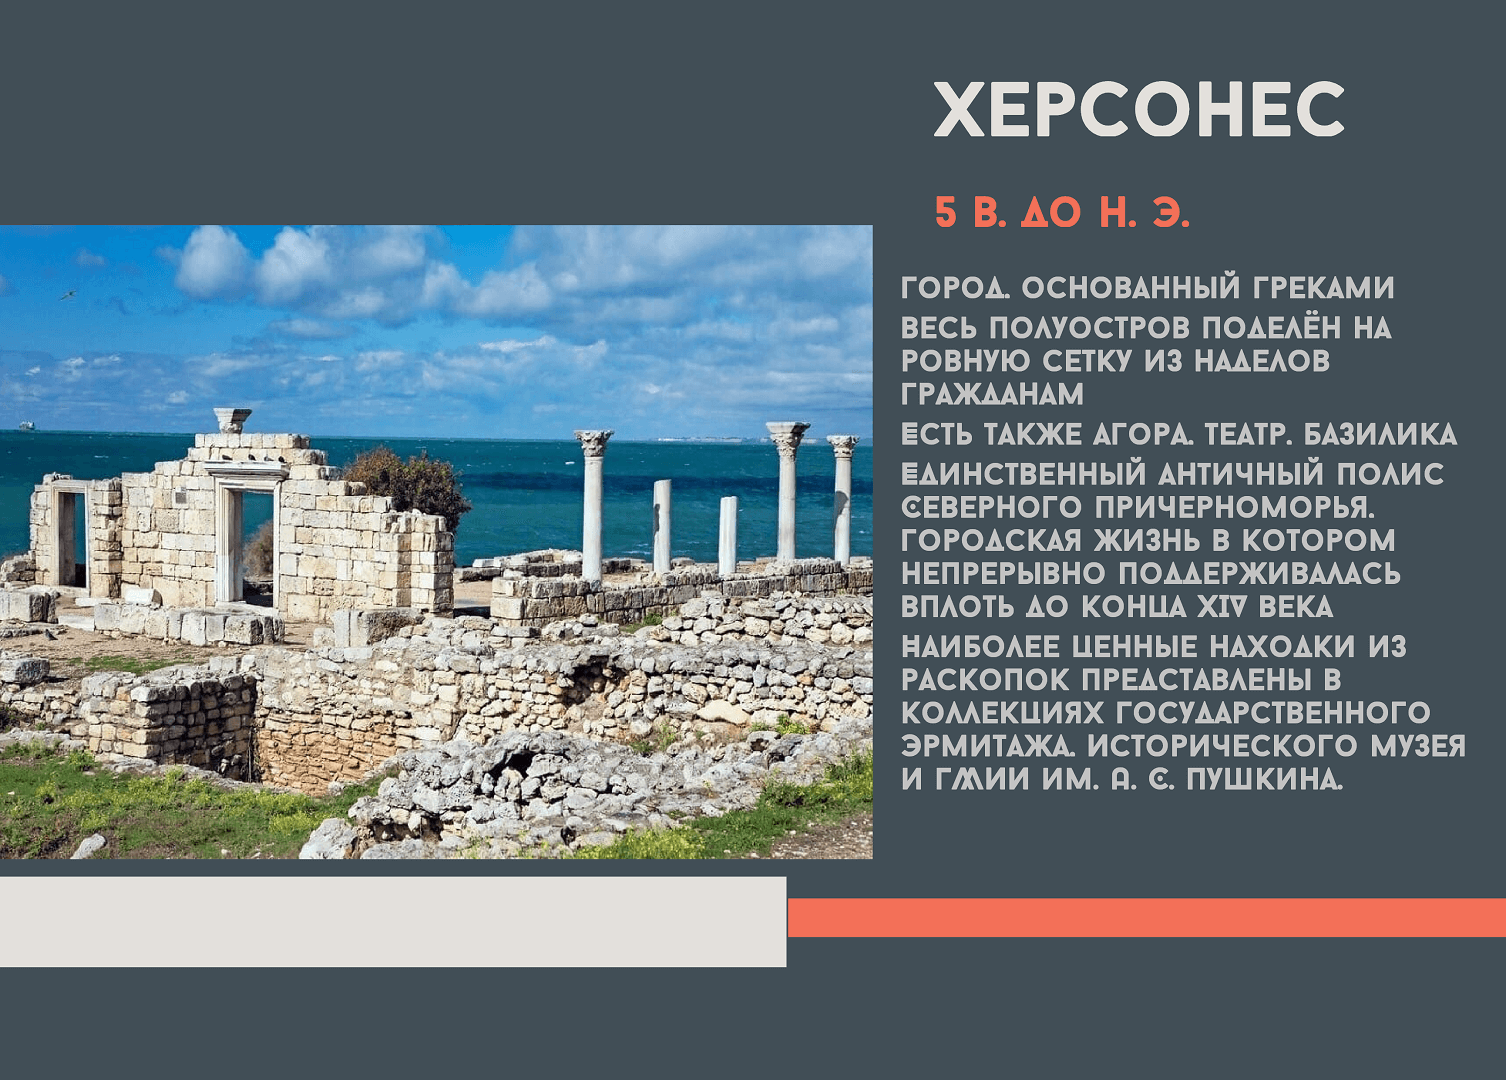 ХЕРСОНЕС
5 В. ДО Н. Э.
ГОРОД, ОСНОВАННЫЙ ГРЕКАМИ
ВЕСЬ ПОЛУОСТРОВ ПОДЕЛЁН НА
РОВНУЮ СЕТКУ ИЗ НАДЕЛОВ
ГРАЖДАНАМ
ЕСТЬ ТАКЖЕ АГОРА, ТЕАТР, БАЗИЛИКА
ЕДИНСТВЕННЫЙ АНТИЧНЫЙ ПОЛИС
СЕВЕРНОГО ПРИЧЕРНОМОРЬЯ,
ГОРОДСКАЯ ЖИЗНЬ В КОТОРОМ
НЕПРЕРЫВНО ПОДДЕРЖИВАЛАСЬ
ВПЛОТЬ ДО КОНЦА XIV ВЕКА
НАИБОЛЕЕ ЦЕННЫЕ НАХОДКИ ИЗ
РАСКОПОК ПРЕДСТАВЛЕНЫ В
КОЛЛЕКЦИЯХ ГОСУДАРСТВЕННОГО
ЭРМИТАЖА, ИСТОРИЧЕСКОГО МУЗЕЯ
И ГМИИ ИМ. А. С. ПУШКИНА.